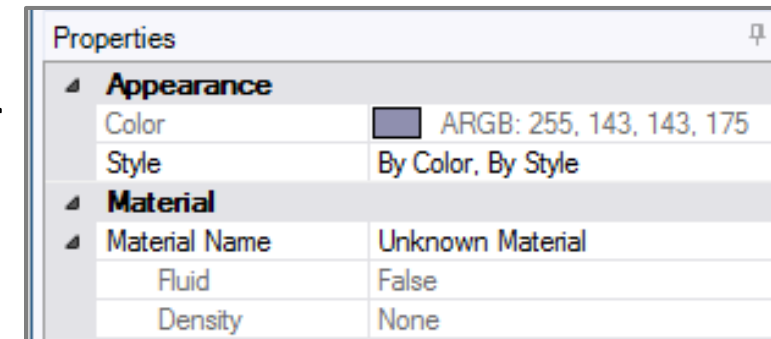 Properties
Appearance
Color ARGB: 255, 143, 143, 175
Style By Color, By Style
Material
Material Name Unknown Material
Fluid False
Density None